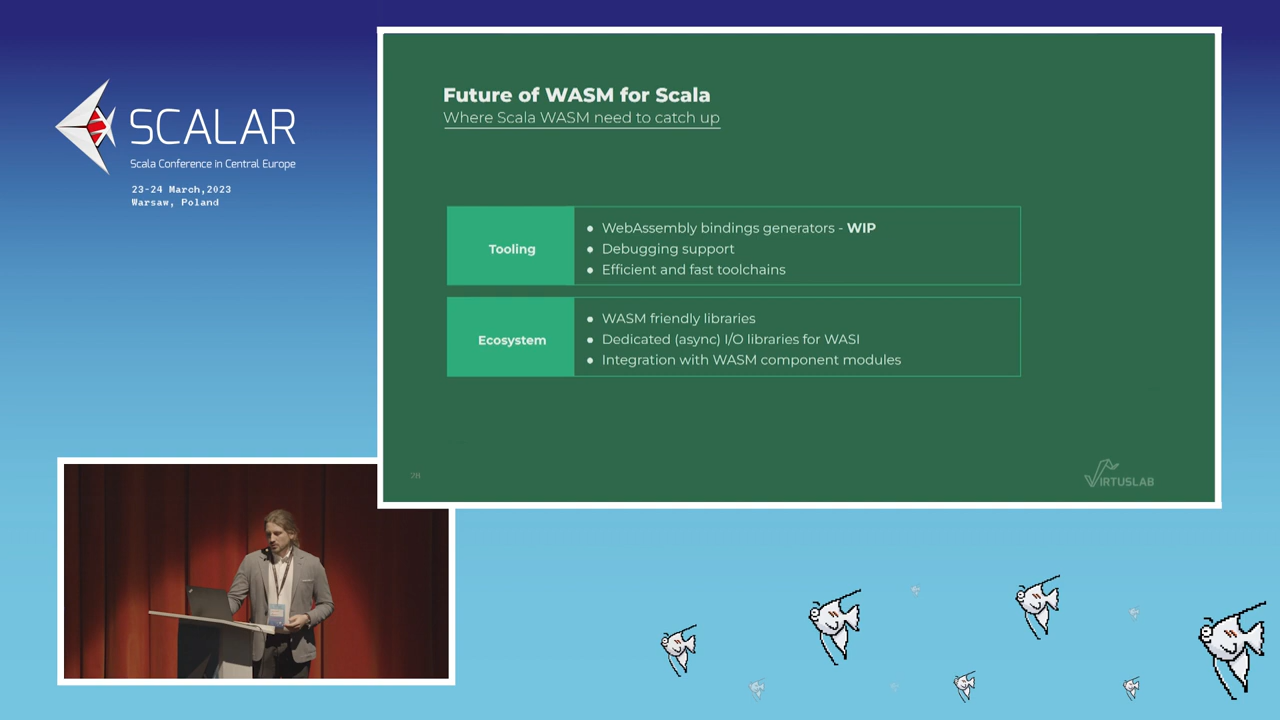 SCALAR
Scala Conference in Central Europe
23-24 March,2023
Warsaw, Poland
Future of WASM for Scala
Where Scala WASM need to catch up
Tooling
● WebAssembly bindings generators - WIP
● Debugging support
● Efficient and fast toolchains
Ecosystem
● WASM friendly libraries
● Dedicated (async) I/O libraries for WASI
● Integration with WASM component modules
28
VIRTUSLAB